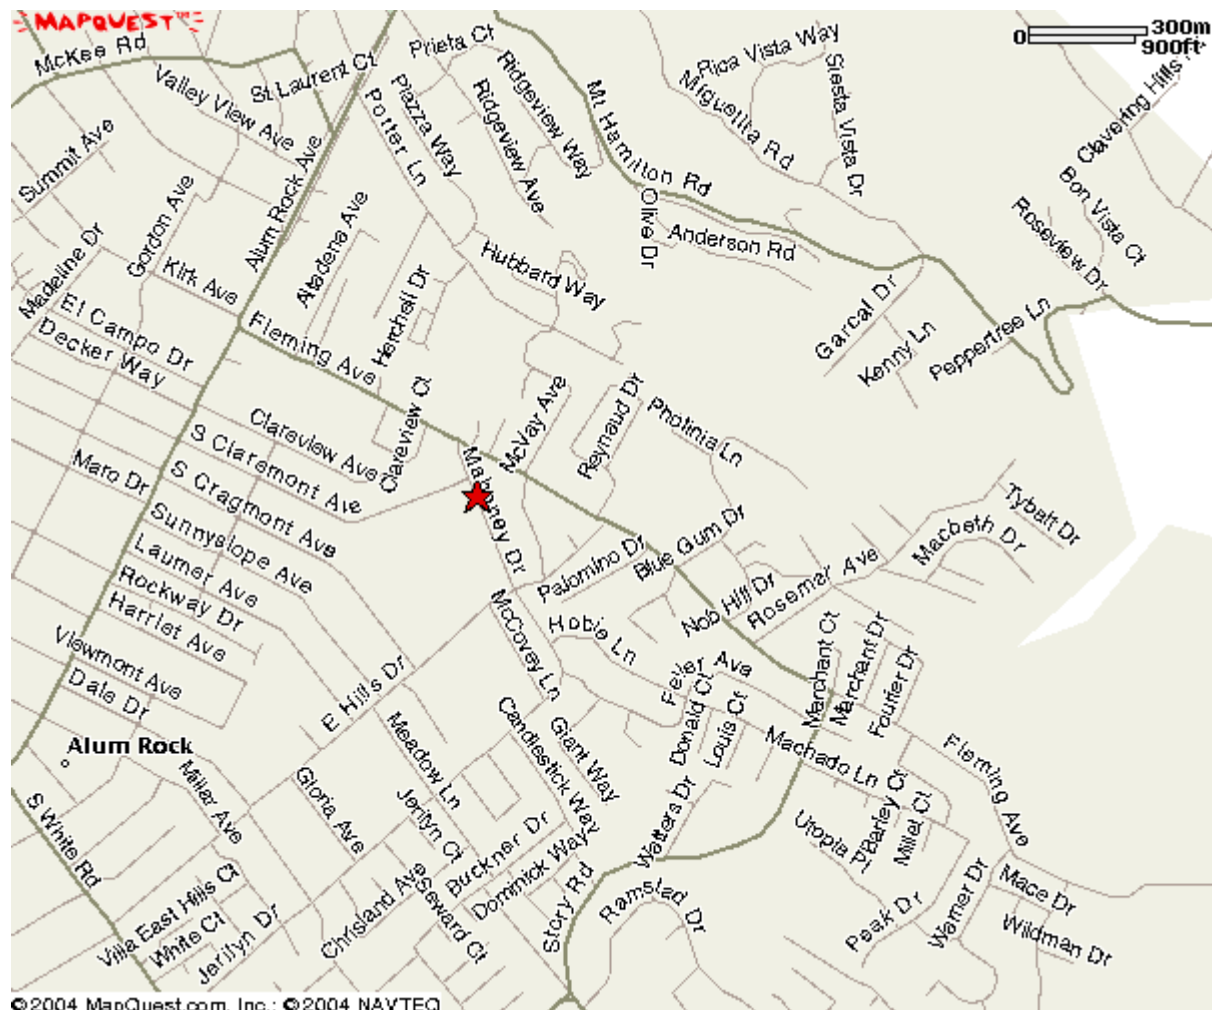 MAPQUEST
300m
0
900ft
McKee Rd
Prieta Ct
Rica Vista Way
St Laurent Ct
Valley View Ave
Potter Ln
Piazza Way
Ridgeview Way
Ridgeview Ave
Miguelita Rd
Siesta Vista Dr
Clavering Hills
Summit Ave
Alum Rock Ave
Mt Hamilton Rd
Bon Vista Ct
Roseview Dr
Gordon Ave
Altadena Ave
Olive Dr
Anderson Rd
Madeline Dr
Kirk Ave
Hubbard Way
Herchell Dr
Garcal Dr
Kenny Ln
Peppertree Ln
El Campo Dr
Decker Way
Fleming Ave
Clareview Ct
McVay Ave
Reynaud Dr
Photinia Ln
Clareview Ave
S Claremont Ave
S Cragmont Ave
Maro Dr
Mahoney Dr
Sunnyslope Ave
Laumer Ave
Rockway Dr
Harriet Ave
Palomino Dr
Blue Gum Dr
Tybalt Dr
Macbeth Dr
Nob Hill Dr
Rosemar Ave
Viewmont Ave
Dale Dr
McCovey Ln
Hobie Ln
Feller Ave
Marchant Ct
Marchant Dr
Fourier Dr
E Hills Dr
Alum Rock
Meadow Ln
Candlestick Way
Giant Way
Donald Ct
Louis Ct
Machado Ln
Fleming Ave
Millar Ave
Gloria Ave
Jerilyn Ct
Watters Dr
Utopia Pl
Barley Ct
Millet Ct
S White Rd
Buckner Dr
Dominick Way
Story Rd
Ramstad Dr
Peak Dr
Warner Dr
Mace Dr
Wildman Dr
Villa East Hills Ct
White Ct
Jerilyn Dr
Chrisland Ave
Seward Ct
©2004 MapQuest.com, Inc.; ©2004 NAVTEQ